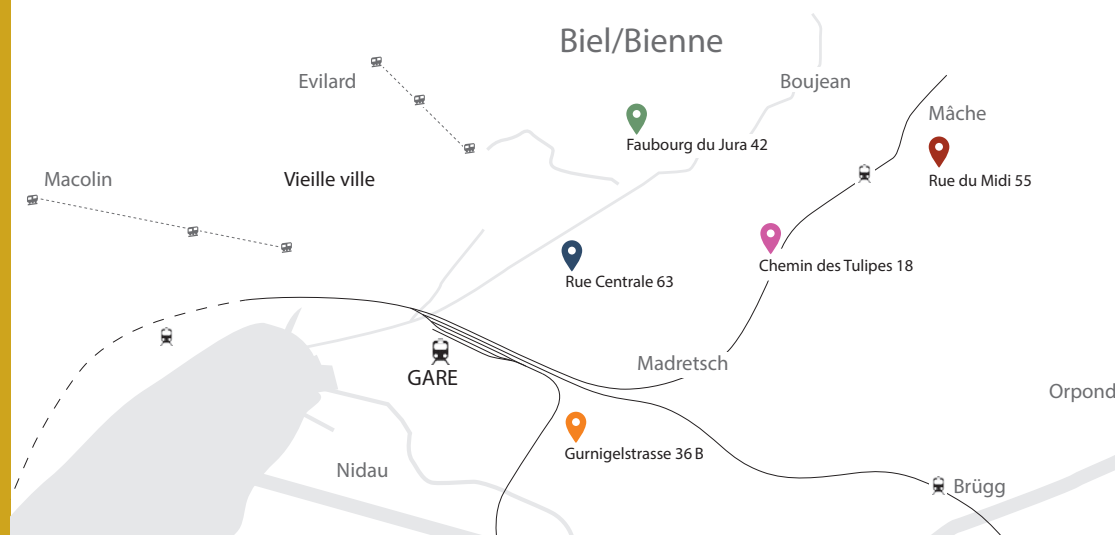 Biel/Bienne
Evilard
Boujean
Mâche
Faubourg du Jura 42
Macolin
Vieille ville
Rue du Midi 55
Chemin des Tulipes 18
Rue Centrale 63
Madretsch
GARE
Orpond
Gurnigelstrasse 36 B
Nidau
Brügg